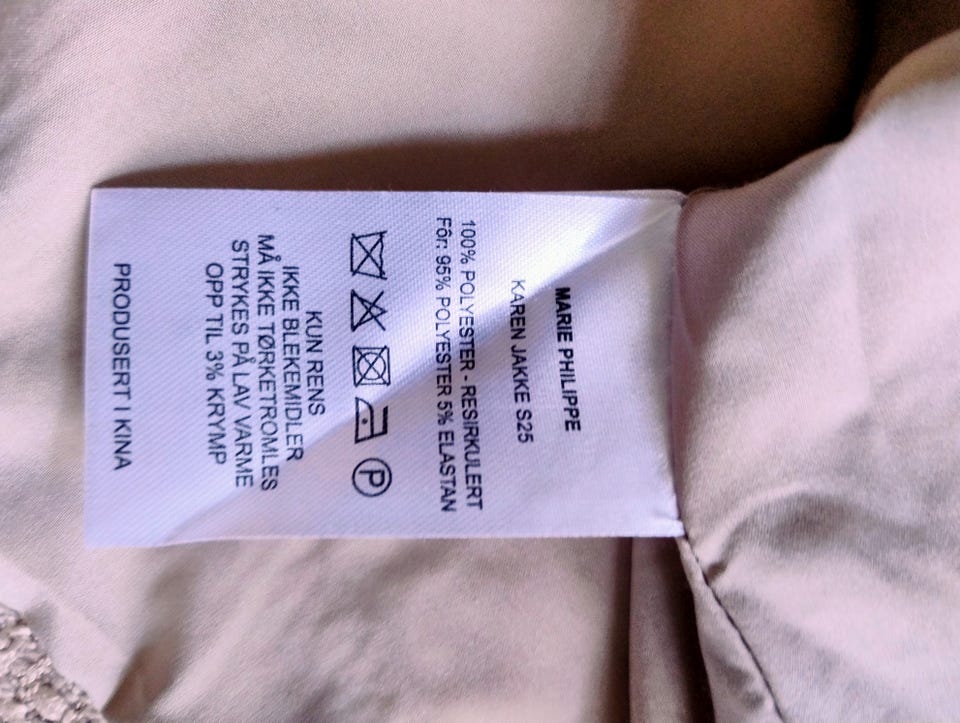 MARIE PHILIPPE
KAREN JAKKE S25
100% POLYESTER - RESIRKULERT
Fôr: 95% POLYESTER 5% ELASTAN
P
KUN RENS
IKKE BLEKEMIDLER
MÅ IKKE TØRKETROMLES
STRYKES PÅ LAV VARME
OPP TIL 3% KRYMP
PRODUSERT I KINA